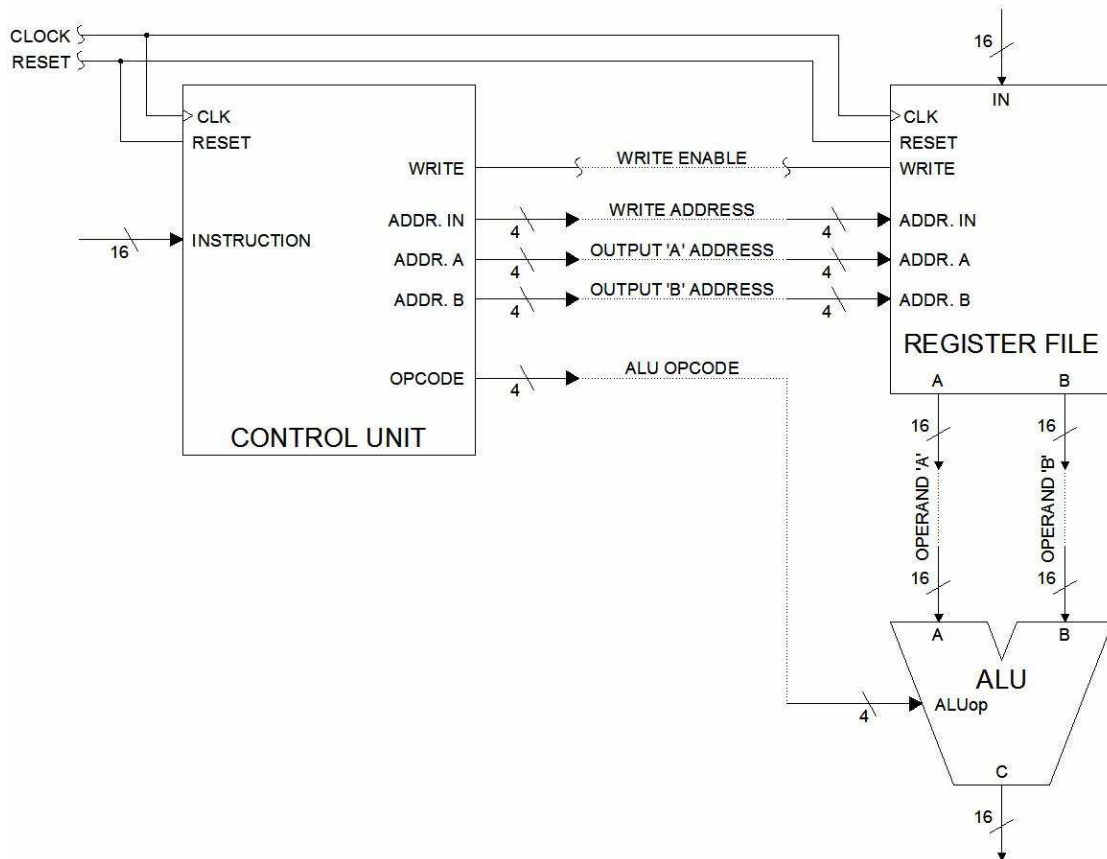 CLOCK
RESET
16
IN
CLK
RESET
CLK
RESET
WRITE
WRITE ENABLE
WRITE
ADDR. IN
4
WRITE ADDRESS
4
ADDR. IN
16
INSTRUCTION
ADDR. A
4
OUTPUT 'A' ADDRESS
4
ADDR. A
ADDR. B
4
OUTPUT 'B' ADDRESS
4
ADDR. B
REGISTER FILE
OPCODE
4
ALU OPCODE
A
B
CONTROL UNIT
16
16
OPERAND 'A'
OPERAND 'B'
16
16
A
B
ALU
ALUop
4
C
16